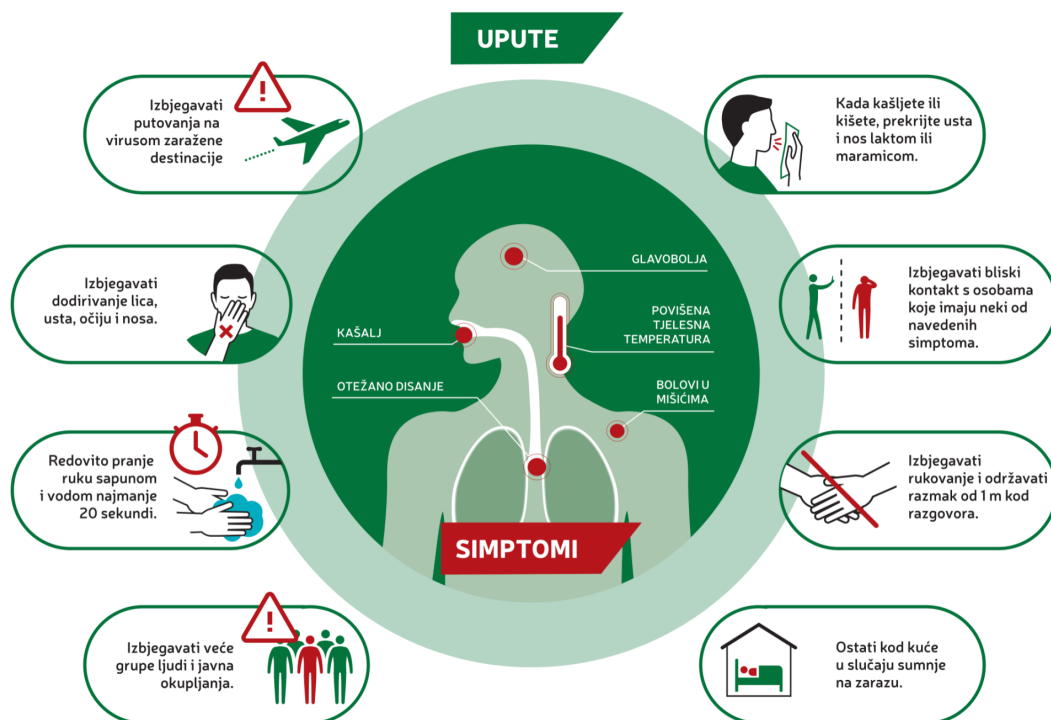 UPUTE
Izbjegavati
putovanja na
virusom zaražene
destinacije
Kada kašljete ili
kišete, prekrijte usta
i nos laktom ili
maramicom.
Izbjegavati
dodirivanje lica,
usta, očiju i nosa.
Izbjegavati bliski
kontakt s osobama
koje imaju neki od
navedenih
simptoma.
Redovito pranje
ruku sapunom
i vodom najmanje
20 sekundi.
Izbjegavati
rukovanje i održavati
razmak od 1 m kod
razgovora.
Izbjegavati veće
grupe ljudi i javna
okupljanja.
Ostati kod kuće
u slučaju sumnje
na zarazu.
GLAVOBOLJA
KAŠALJ
POVIŠENA
TJELESNA
TEMPERATURA
OTEŽANO DISANJE
BOLOVI U
MIŠIĆIMA
SIMPTOMI